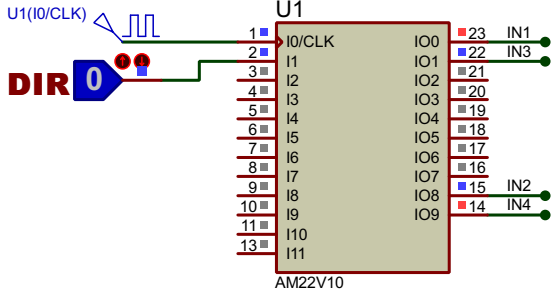 U1
U1(I0/CLK)
DIR 0
1 I0/CLK IO0 23 IN1
2 I1 IO1 22 IN3
3 I2 IO2 21
4 I3 IO3 20
5 I4 IO4 19
6 I5 IO5 18
7 I6 IO6 17
8 I7 IO7 16
9 I8 IO8 15 IN2
10 I9 IO9 14 IN4
11 I10
13 I11
AM22V10